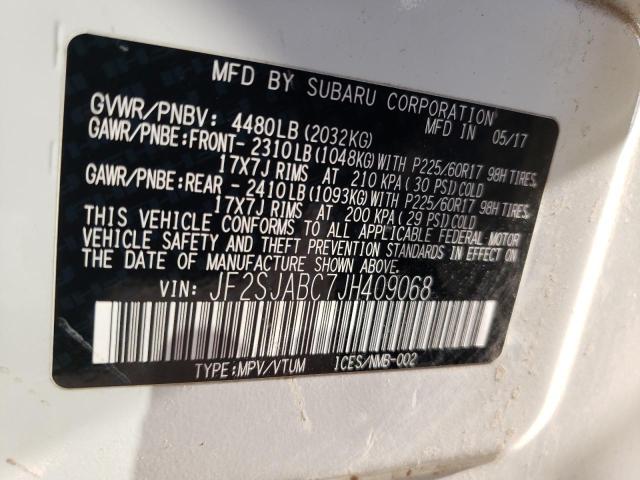 MFD BY SUBARU CORPORATION
GVWR/PNBV: 4480LB(2032KG) MFD IN 05/17
GAWR/PNBE:FRONT- 2310LB(1048KG)WITH P225/60R17 98H TIRES,
17X7J RIMS AT 210 KPA(30 PSI)COLD
GAWR/PNBE:REAR - 2410LB(1093KG)WITH P225/60R17 98H TIRES,
17X7J RIMS AT 200 KPA(29 PSI)COLD
THIS VEHICLE CONFORMS TO ALL APPLICABLE FEDERAL MOTOR
VEHICLE SAFETY AND THEFT PREVENTION STANDARDS IN EFFECT ON
THE DATE OF MANUFACTURE SHOWN ABOVE.
VIN: JF2SJABC7JH409068
TYPE:MPV/VTUM ICES/NMB-002